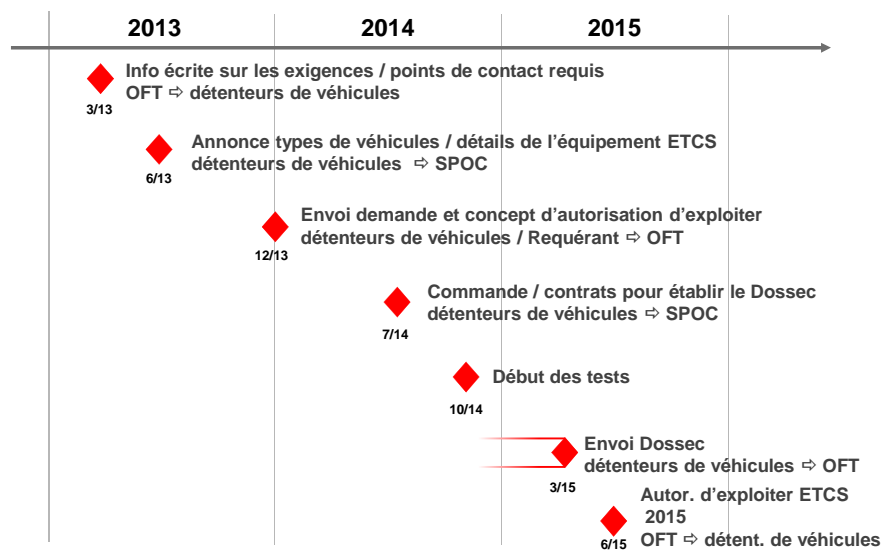 2013 2014 2015
Info écrite sur les exigences / points de contact requis
OFT ⇨ détenteurs de véhicules
3/13
Annonce types de véhicules / détails de l'équipement ETCS
détenteurs de véhicules ⇨ SPOC
6/13
Envoi demande et concept d'autorisation d'exploiter
détenteurs de véhicules / Requérant ⇨ OFT
12/13
Commande / contrats pour établir le Dossec
détenteurs de véhicules ⇨ SPOC
7/14
Début des tests
10/14
Envoi Dossec
détenteurs de véhicules ⇨ OFT
3/15
Autor. d'exploiter ETCS
2015
OFT ⇨ détent. de véhicules
6/15